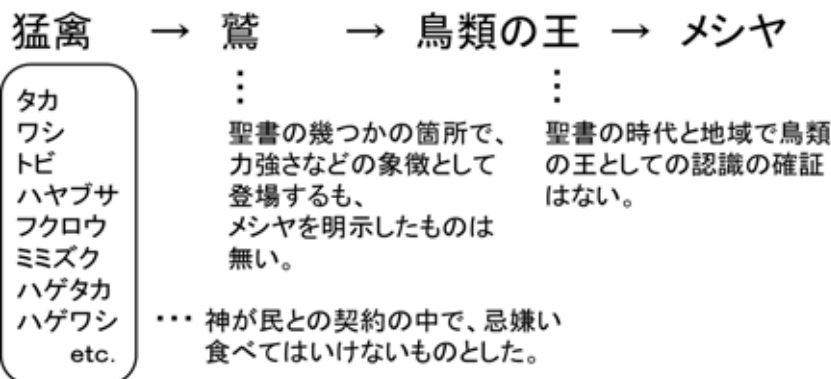 猛禽 → 鷲 → 鳥類の王 → メシヤ
タカ
ワシ
トビ
ハヤブサ
フクロウ
ミミズク
ハゲタカ
ハゲワシ
etc.
⋮
聖書の幾つかの箇所で、
力強さなどの象徴として
登場するも、
メシヤを明示したものは
無い。
⋮
聖書の時代と地域で鳥類
の王としての認識の確証
はない。
… 神が民との契約の中で、忌嫌い
食べてはいけないものとした。